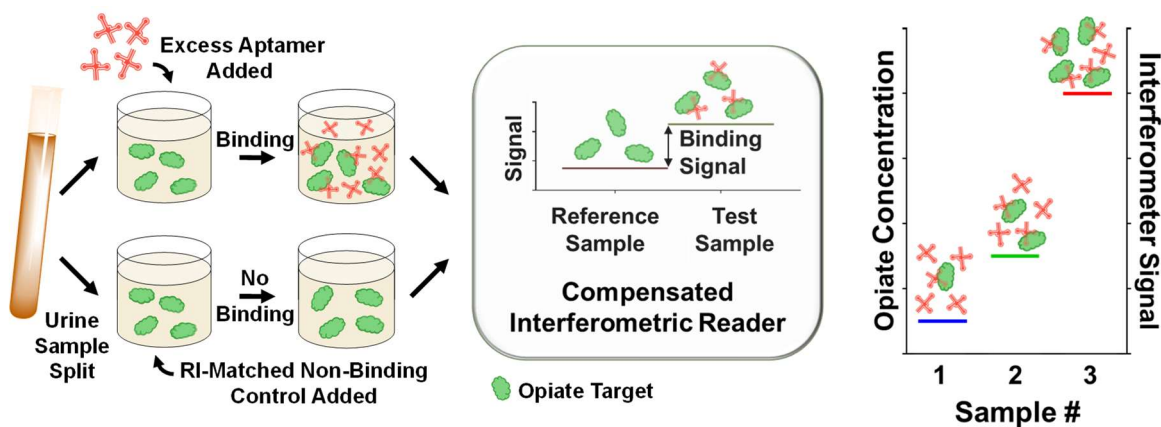 Excess Aptamer
Added
Binding
Urine
Sample
Split
No
Binding
RI-Matched Non-Binding
Control Added
Signal
Binding
Signal
Reference
Sample
Test
Sample
Compensated
Interferometric Reader
Opiate Target
Opiate Concentration
Interferometer Signal
1 2 3
Sample #